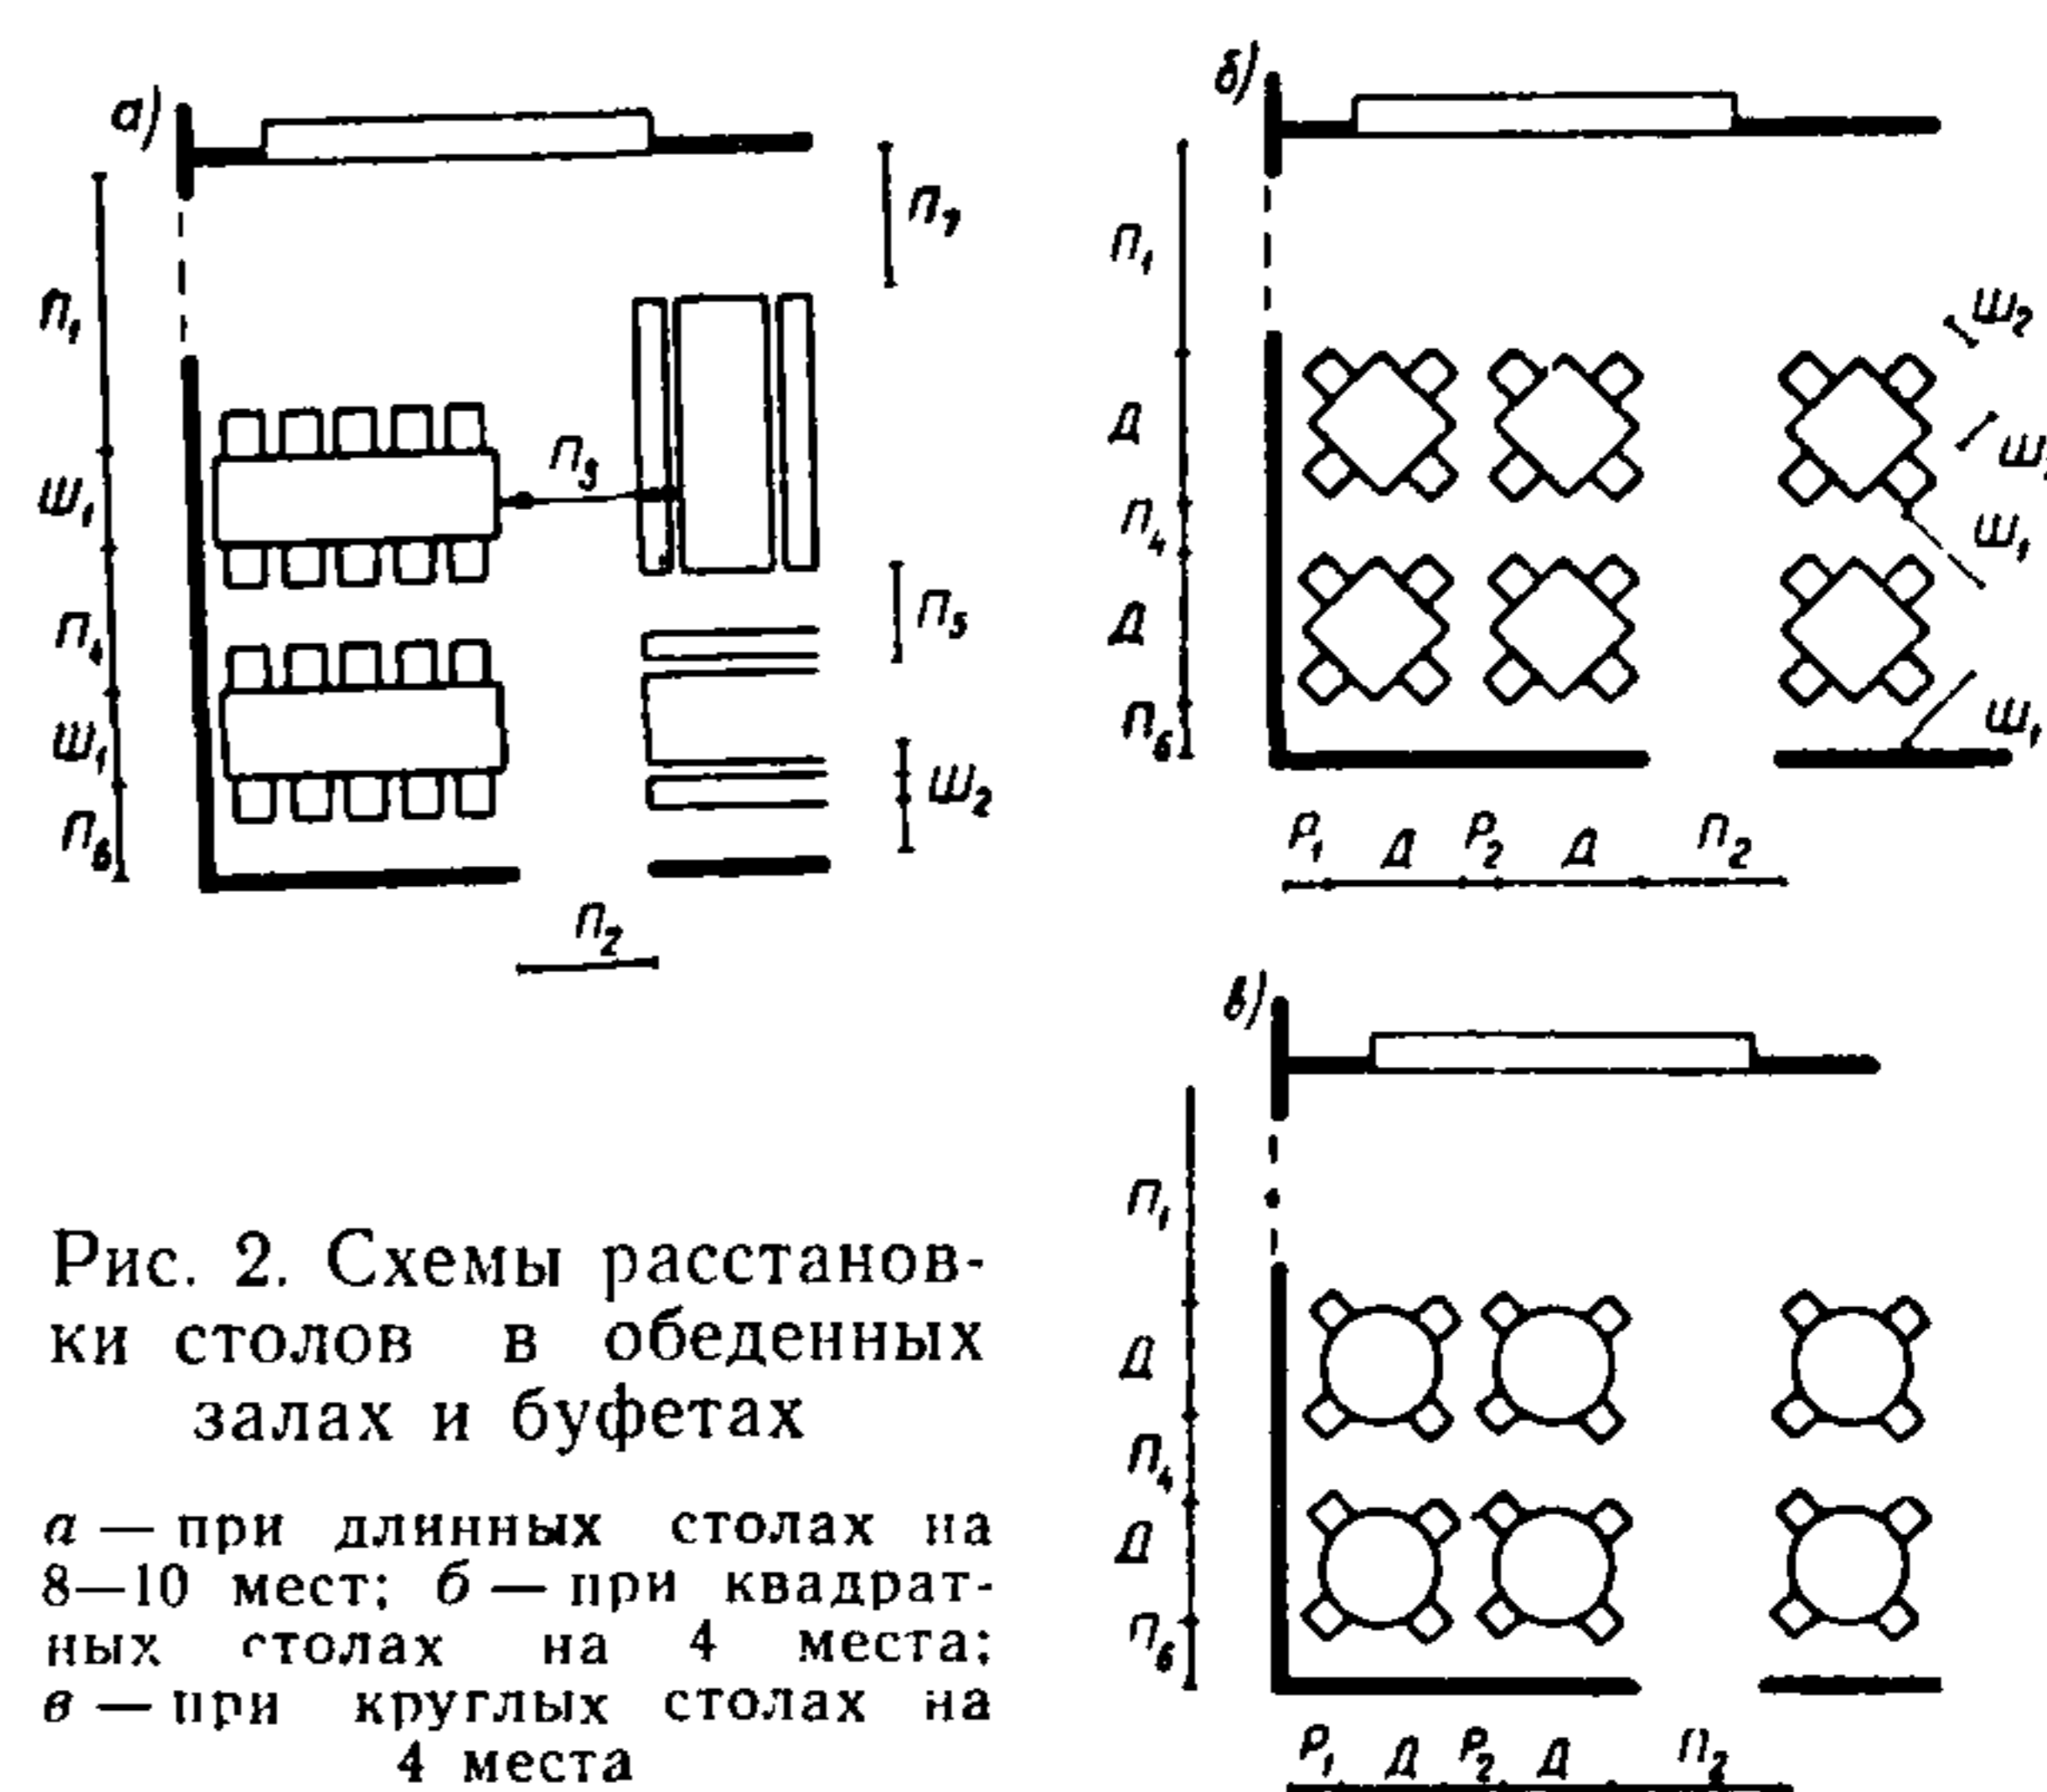 а)
П₁
Ш₁
П₄
Ш₁
П₆
П₁
П₅
Ш₂
П₂
б)
П₁
Д
П₄
Д
П₆
Ш₂
Ш₁
Ш₁
Р₁ Д Р₂ Д П₂
в)
П₁
Д
П₄
Д
П₆
Р₁ Д Р₂ Д П₂
Рис. 2. Схемы расстанов-
ки столов в обеденных
залах и буфетах
а — при длинных столах на
8—10 мест; б — при квадрат-
ных столах на 4 места;
в — при круглых столах на
4 места